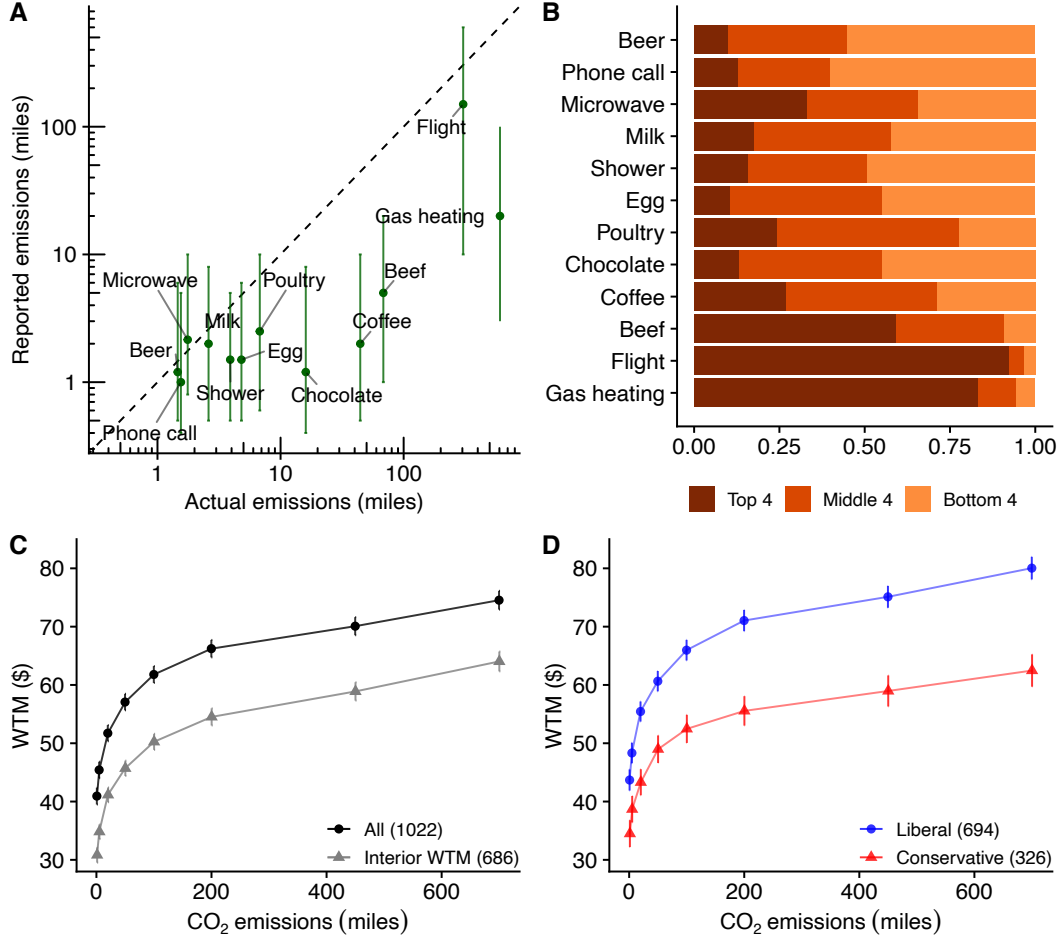 A
Reported emissions (miles)
100
10
1
Flight
Gas heating
Microwave
Poultry
Beef
Milk
Coffee
Beer
Egg
Shower
Chocolate
Phone call
1 10 100
Actual emissions (miles)
B
Beer
Phone call
Microwave
Milk
Shower
Egg
Poultry
Chocolate
Coffee
Beef
Flight
Gas heating
0.00 0.25 0.50 0.75 1.00
Top 4 Middle 4 Bottom 4
C
WTM ($)
80
70
60
50
40
30
All (1022)
Interior WTM (686)
0 200 400 600
CO₂ emissions (miles)
D
WTM ($)
80
70
60
50
40
30
Liberal (694)
Conservative (326)
0 200 400 600
CO₂ emissions (miles)